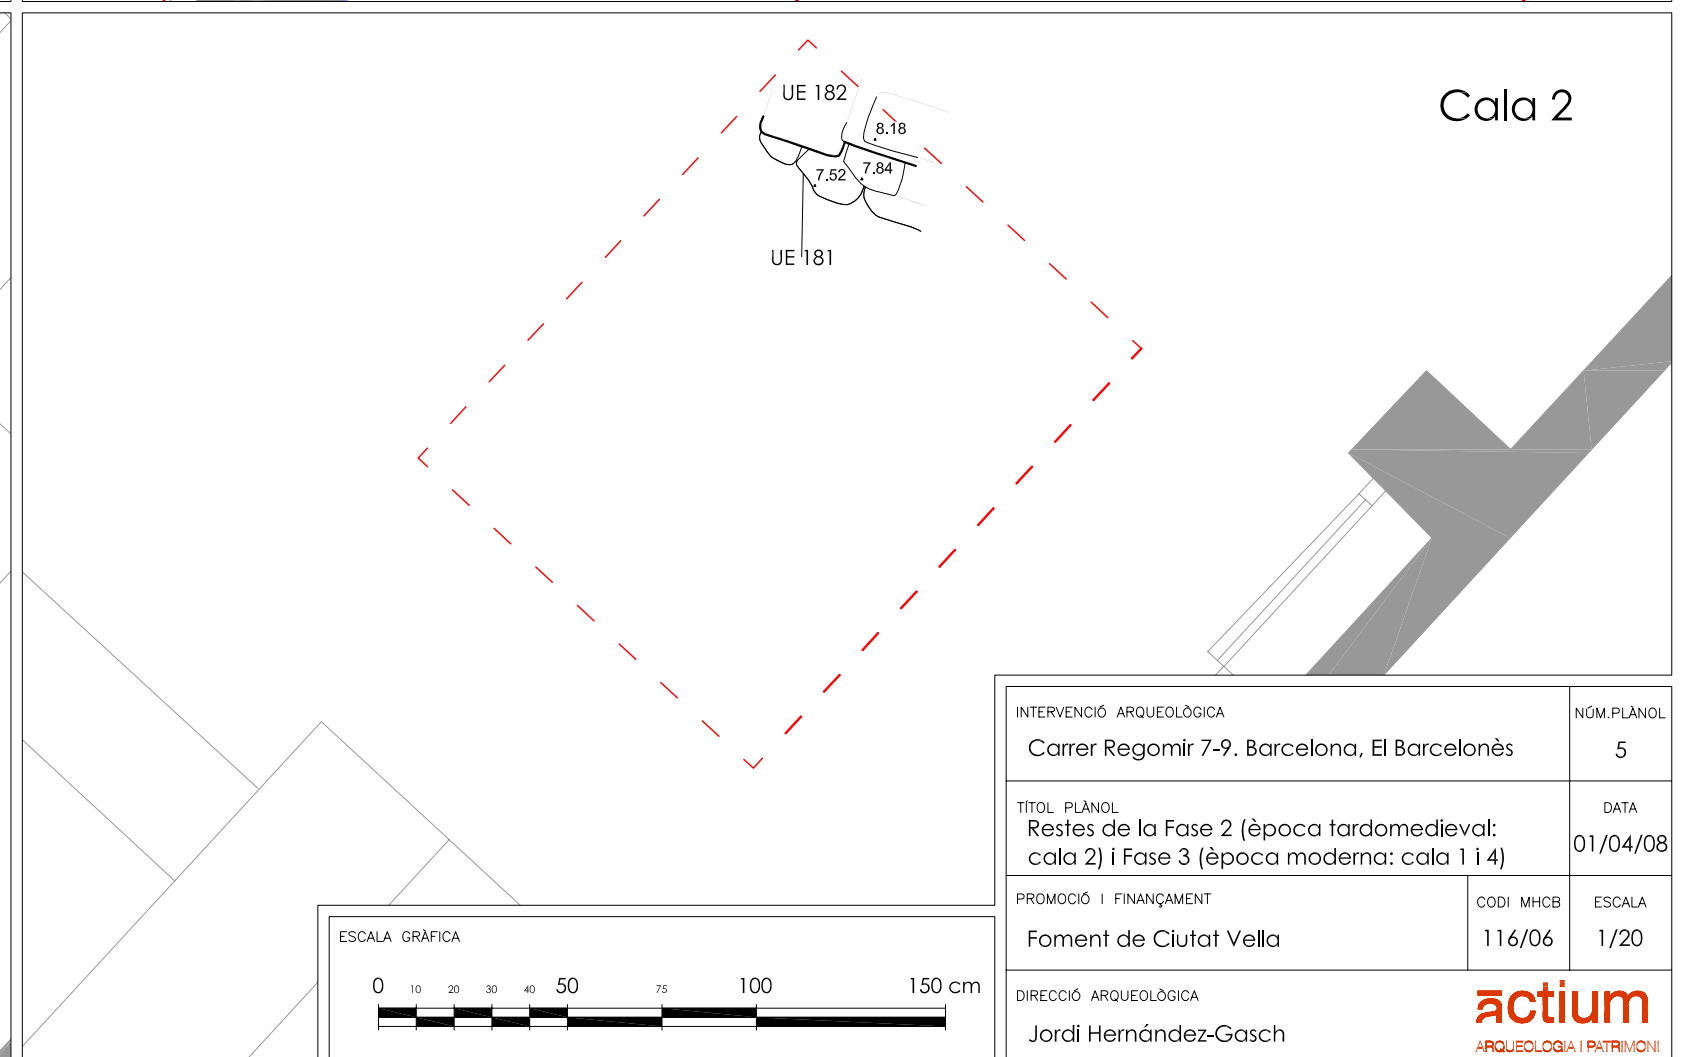 Cala 2
UE 182
8.18
7.52
7.84
UE 181
INTERVENCIÓ ARQUEOLÒGICA
Carrer Regomir 7-9. Barcelona, El Barcelonès
NÚM.PLÀNOL
5
TÍTOL PLÀNOL
Restes de la Fase 2 (època tardomedieval:
cala 2) i Fase 3 (època moderna: cala 1 i 4)
DATA
01/04/08
PROMOCIÓ I FINANÇAMENT
Foment de Ciutat Vella
CODI MHCB
116/06
ESCALA
1/20
DIRECCIÓ ARQUEOLÒGICA
Jordi Hernández-Gasch
actium
ARQUEOLOGIA I PATRIMONI
ESCALA GRÀFICA
0 10 20 30 40 50 75 100 150 cm